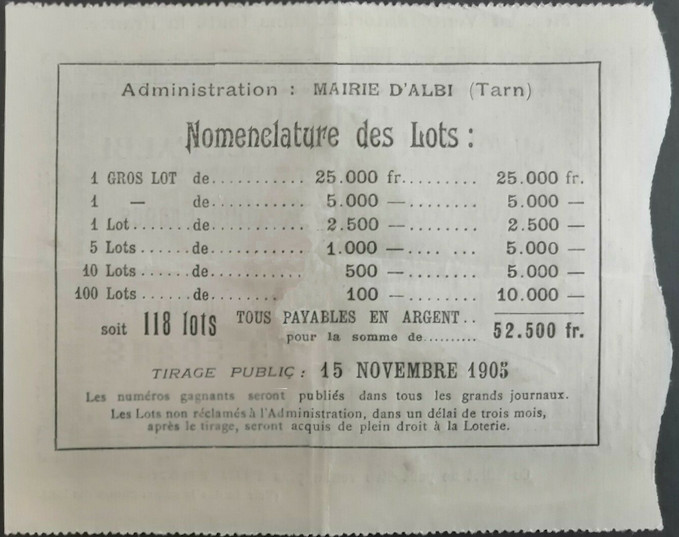 Administration : MAIRIE D'ALBI (Tarn)
Nomenclature des Lots :
1 GROS LOT de........... 25.000 fr.......... 25.000 fr.
1 — de........... 5.000 —......... 5.000 —
1 Lot.......de........... 2.500 —......... 2.500 —
5 Lots......de........... 1.000 —.... ... 5.000 —
10 Lots......de........... 500 —......... 5.000 —
100 Lots......de........ 100 —........ 10.000 —
soit 118 lots TOUS PAYABLES EN ARGENT.. pour la somme de......... 52.500 fr.
TIRAGE PUBLIC : 15 NOVEMBRE 1905
Les numéros gagnants seront publiés dans tous les grands journaux.
Les Lots non réclamés à l'Administration, dans un délai de trois mois,
après le tirage, seront acquis de plein droit à la Loterie.